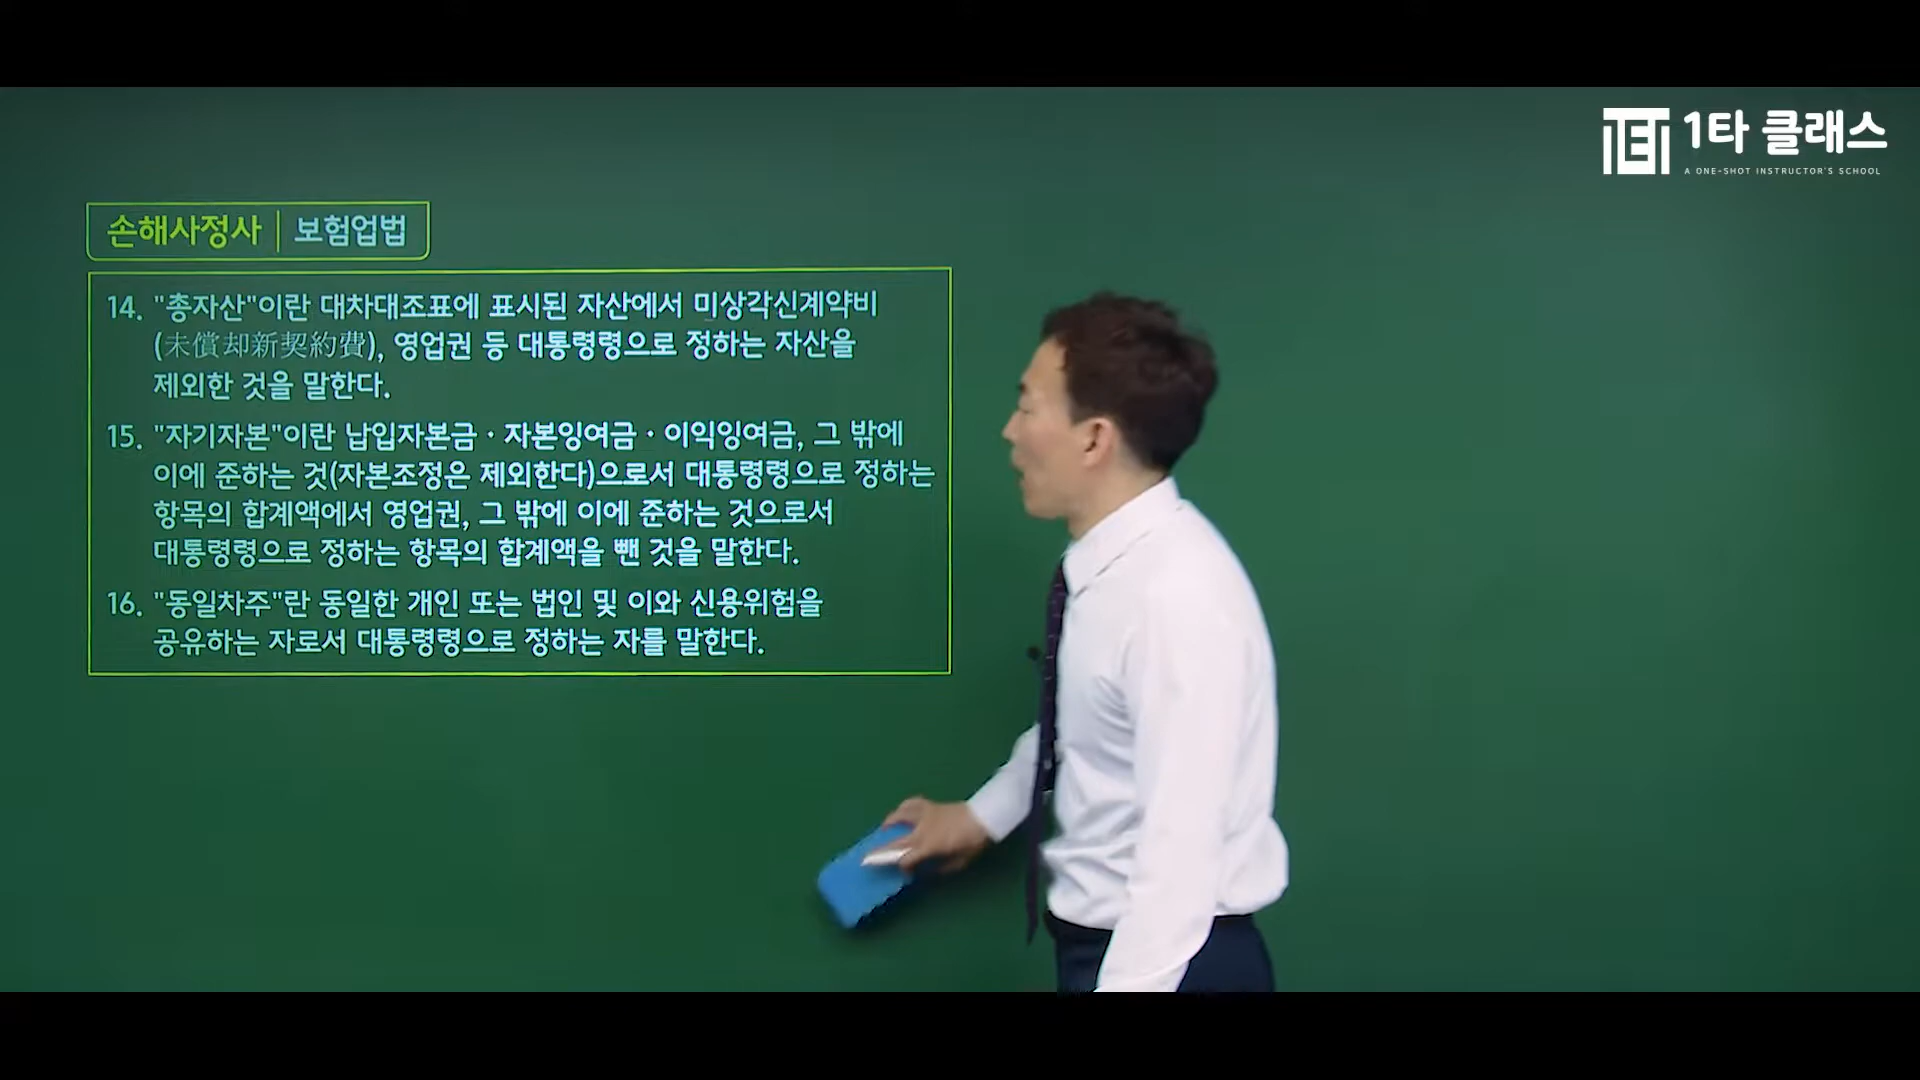 1타 클래스
A ONE-SHOT INSTRUCTOR'S SCHOOL
손해사정사 | 보험업법
14. "총자산"이란 대차대조표에 표시된 자산에서 미상각신계약비
(未償却新契約費), 영업권 등 대통령령으로 정하는 자산을
제외한 것을 말한다.
15. "자기자본"이란 납입자본금·자본잉여금·이익잉여금, 그 밖에
이에 준하는 것(자본조정은 제외한다)으로서 대통령령으로 정하는
항목의 합계액에서 영업권, 그 밖에 이에 준하는 것으로서
대통령령으로 정하는 항목의 합계액을 뺀 것을 말한다.
16. "동일차주"란 동일한 개인 또는 법인 및 이와 신용위험을
공유하는 자로서 대통령령으로 정하는 자를 말한다.